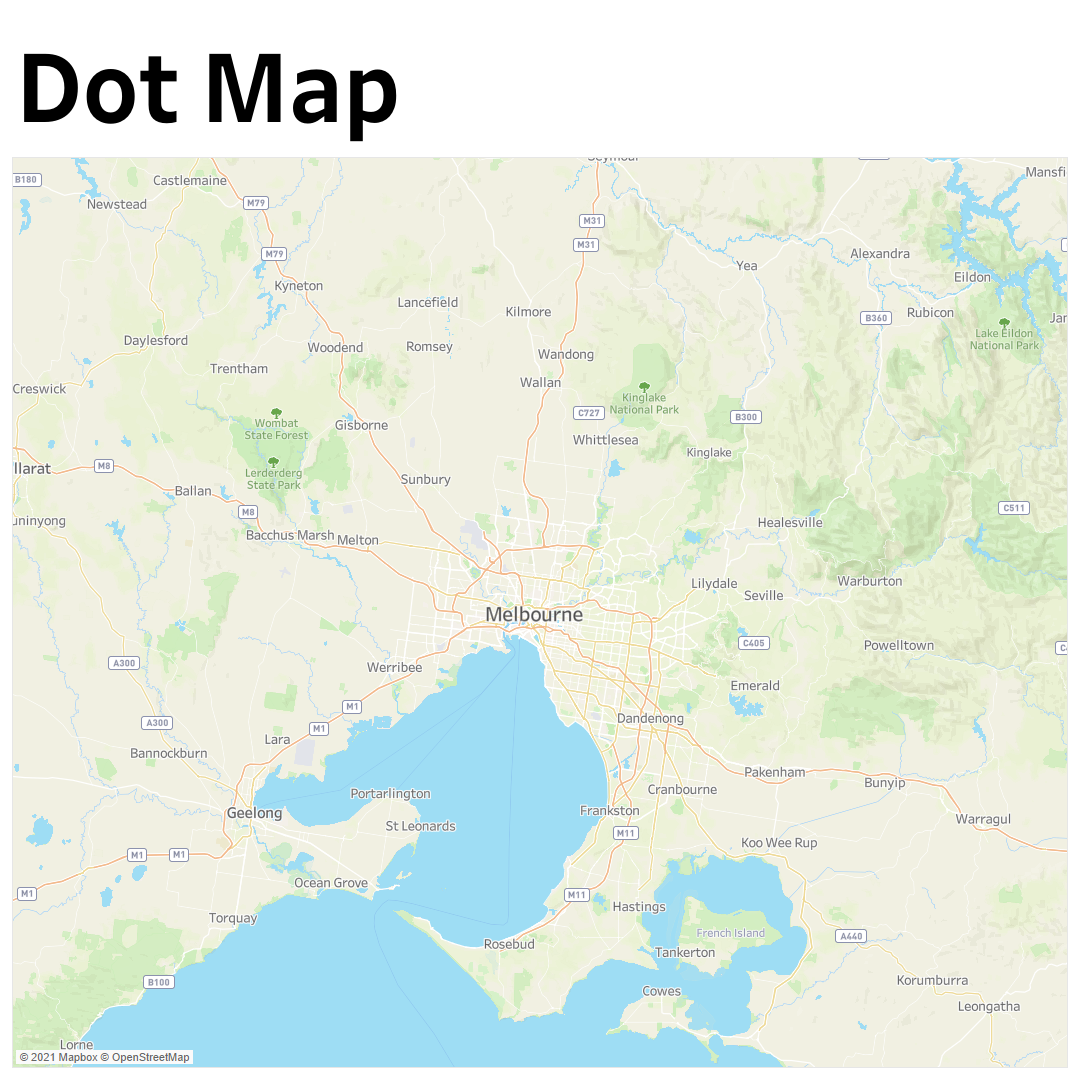 Dot Map
Seymour
B180
Castlemaine
Mansfi
Newstead
M79
M31
M31
M79
Yea
Alexandra
Eildon
Kyneton
Lancefield
Kilmore
B360
Rubicon
Jar
Daylesford
Woodend
Romsey
Wandong
Lake Eildon
National Park
Trentham
Wallan
Creswick
Kinglake
National Park
C727
B300
Wombat
State Forest
Gisborne
Whittlesea
Kinglake
llarat
M8
Lerderderg
State Park
Sunbury
Ballan
M8
C511
uninyong
Healesville
Bacchus Marsh
Melton
Lilydale
Warburton
Seville
Melbourne
C405
Powelltown
C4
A300
Werribee
Emerald
M1
A300
M1
Dandenong
Lara
Bannockburn
Pakenham
Bunyip
Cranbourne
Portarlington
Geelong
Frankston
Warragul
St Leonards
M11
Koo Wee Rup
M1
M1
Ocean Grove
M1
M11
Hastings
Torquay
French Island
A440
Rosebud
Tankerton
B100
Korumburra
Cowes
Leongatha
Lorne
© 2021 Mapbox © OpenStreetMap